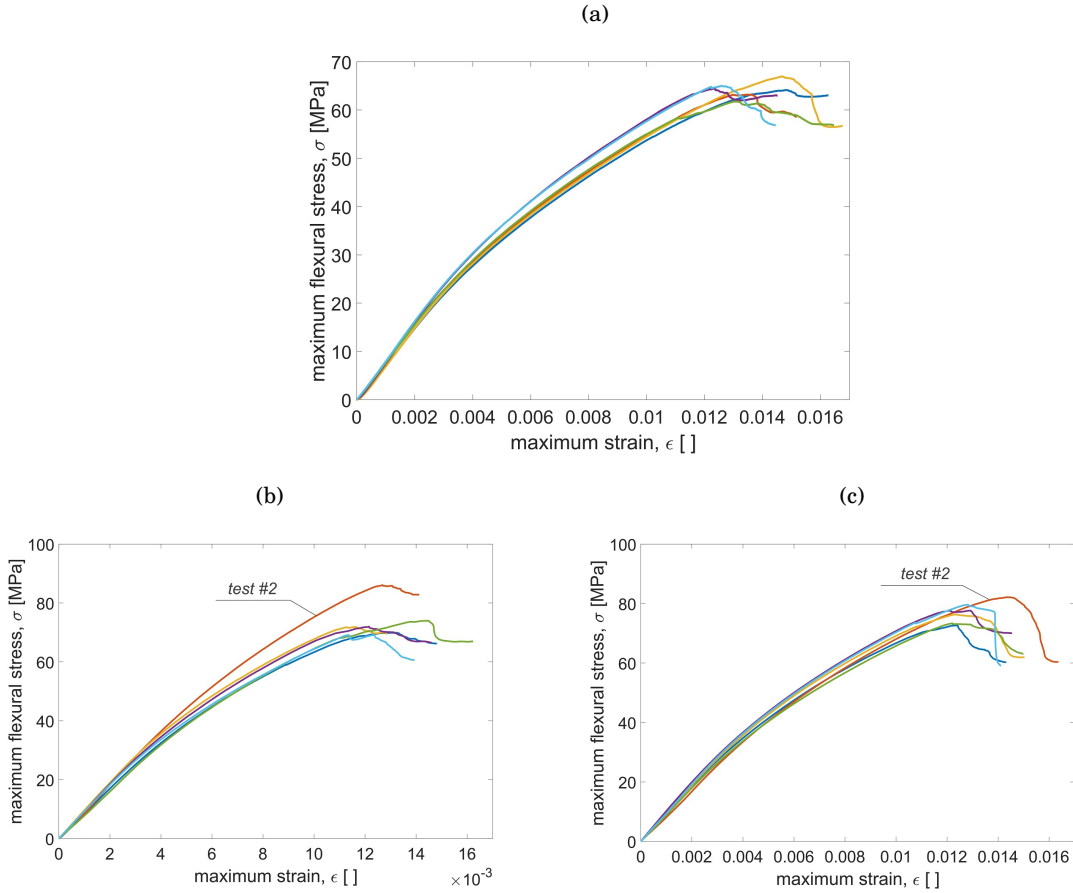 (a)
70
60
50
40
30
20
10
0
maximum flexural stress, σ [MPa]
0 0.002 0.004 0.006 0.008 0.01 0.012 0.014 0.016
maximum strain, ϵ [ ]
(b)
100
80
60
40
20
0
maximum flexural stress, σ [MPa]
test #2
0 2 4 6 8 10 12 14 16
maximum strain, ϵ [ ]
×10⁻³
(c)
100
80
60
40
20
0
maximum flexural stress, σ [MPa]
test #2
0 0.002 0.004 0.006 0.008 0.01 0.012 0.014 0.016
maximum strain, ϵ [ ]